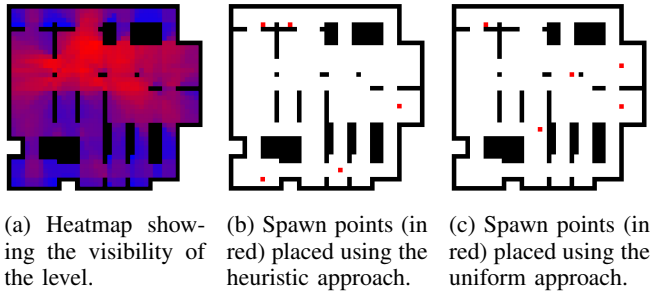 (a) Heatmap show-
ing the visibility of
the level.
(b) Spawn points (in
red) placed using the
heuristic approach.
(c) Spawn points (in
red) placed using the
uniform approach.